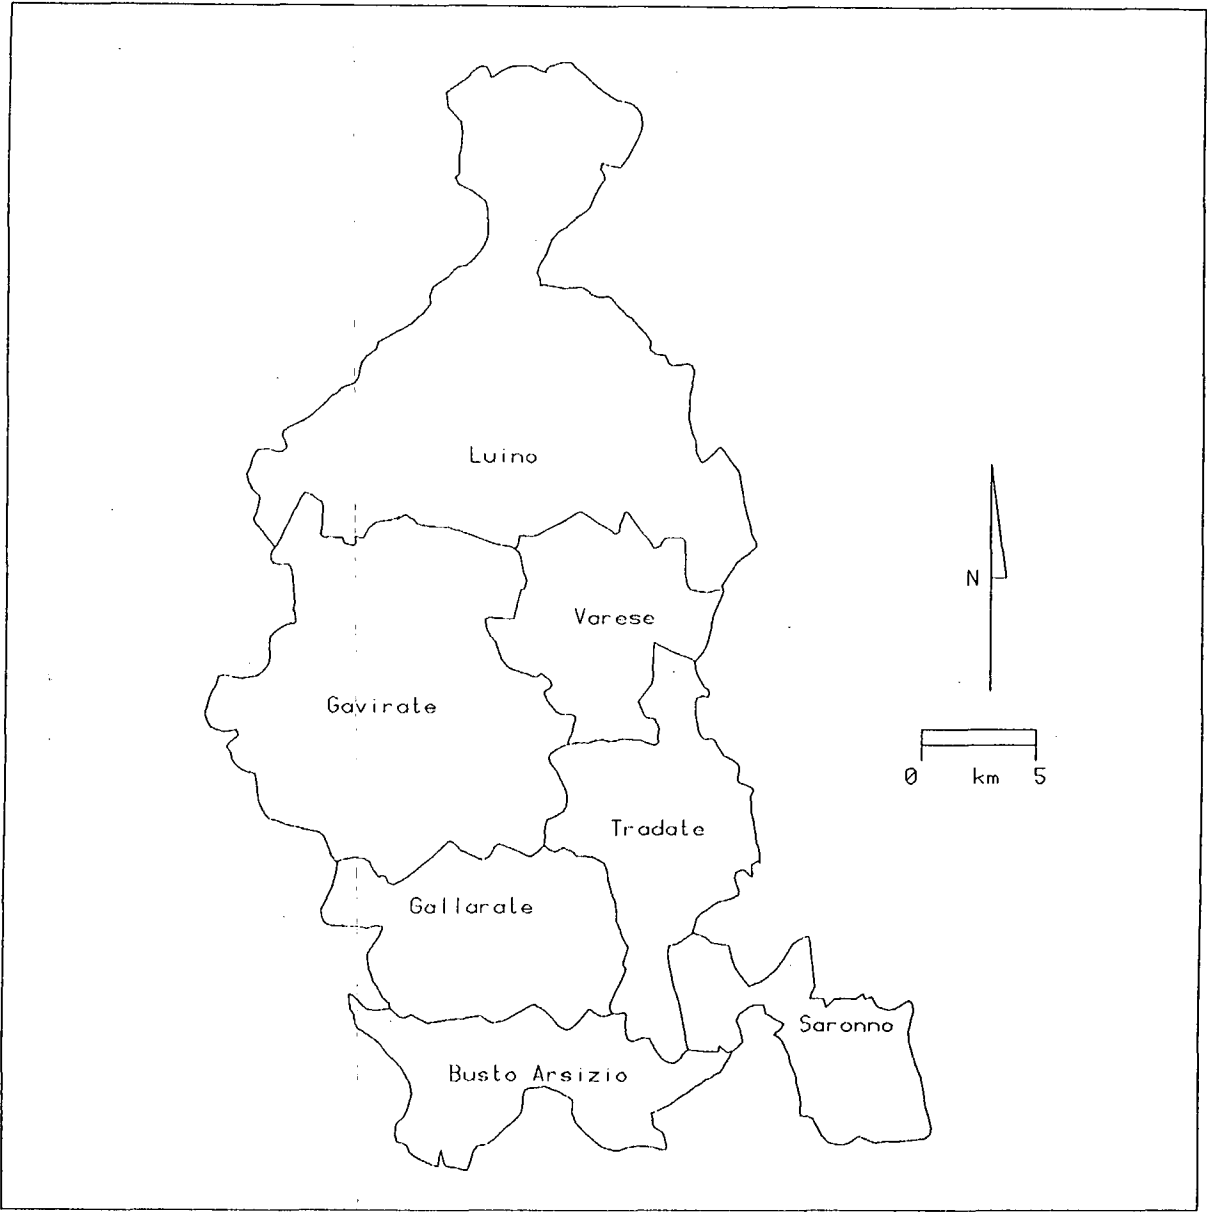 Luino
N
Varese
Gavirate
0 km 5
Tradate
Gallarate
Saronno
Busto Arsizio